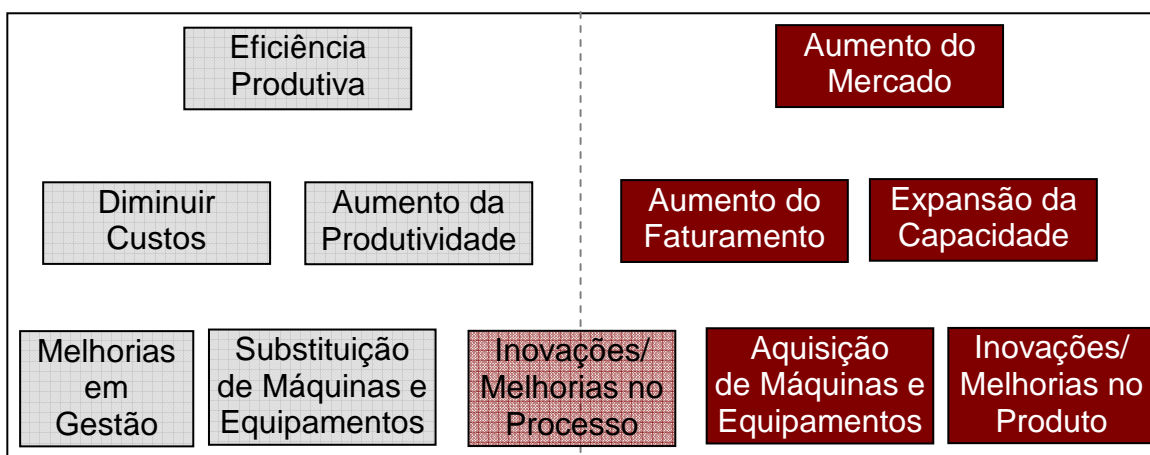 Eficiência
Produtiva
Aumento do
Mercado
Diminuir
Custos
Aumento da
Produtividade
Aumento do
Faturamento
Expansão da
Capacidade
Melhorias
em
Gestão
Substituição
de Máquinas e
Equipamentos
Inovações/
Melhorias no
Processo
Aquisição
de Máquinas e
Equipamentos
Inovações/
Melhorias no
Produto